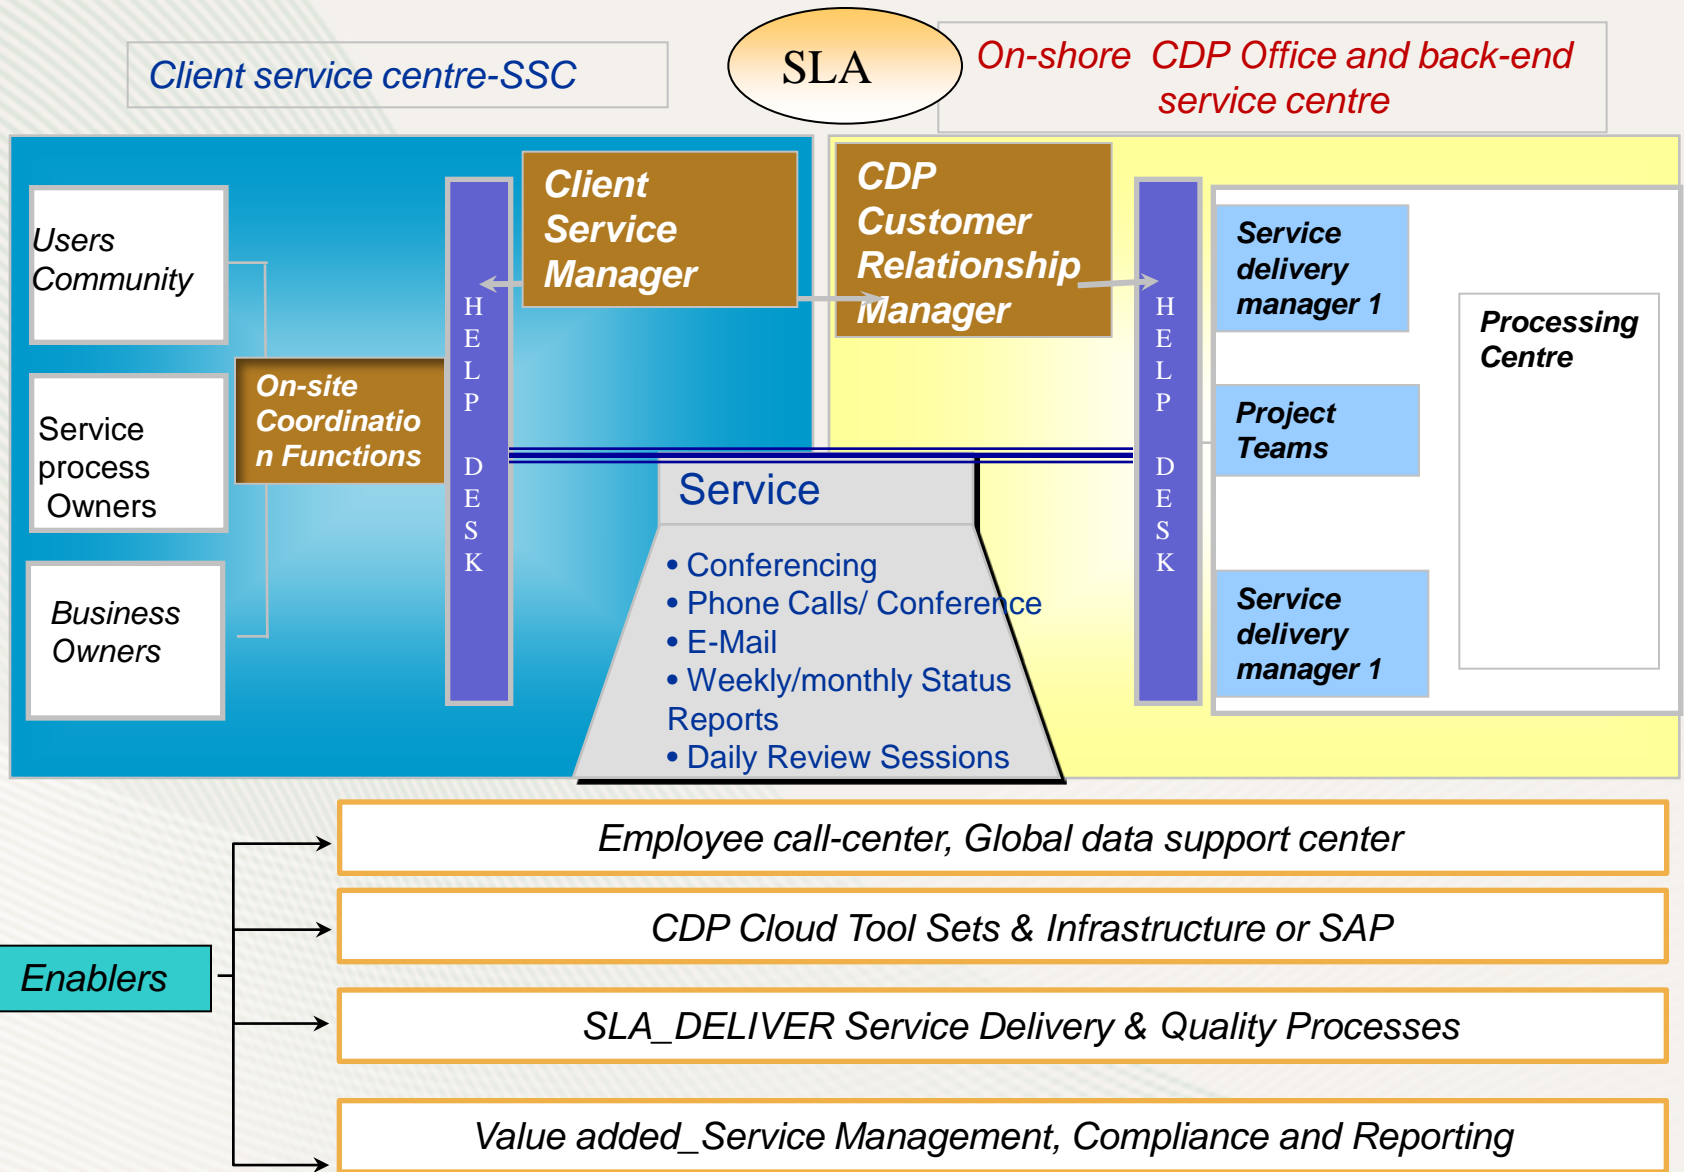 Client service centre-SSC
SLA
On-shore  CDP Office and back-end
service centre
Users
Community
Service
process
Owners
Business
Owners
On-site
Coordinatio
n Functions
H
E
L
P
D
E
S
K
Client
Service
Manager
CDP
Customer
Relationship
Manager
H
E
L
P
D
E
S
K
Service
delivery
manager 1
Project
Teams
Service
delivery
manager 1
Processing
Centre
Service
• Conferencing
• Phone Calls/ Conference
• E-Mail
• Weekly/monthly Status
Reports
• Daily Review Sessions
Enablers
Employee call-center, Global data support center
CDP Cloud Tool Sets & Infrastructure or SAP
SLA_DELIVER Service Delivery & Quality Processes
Value added_Service Management, Compliance and Reporting